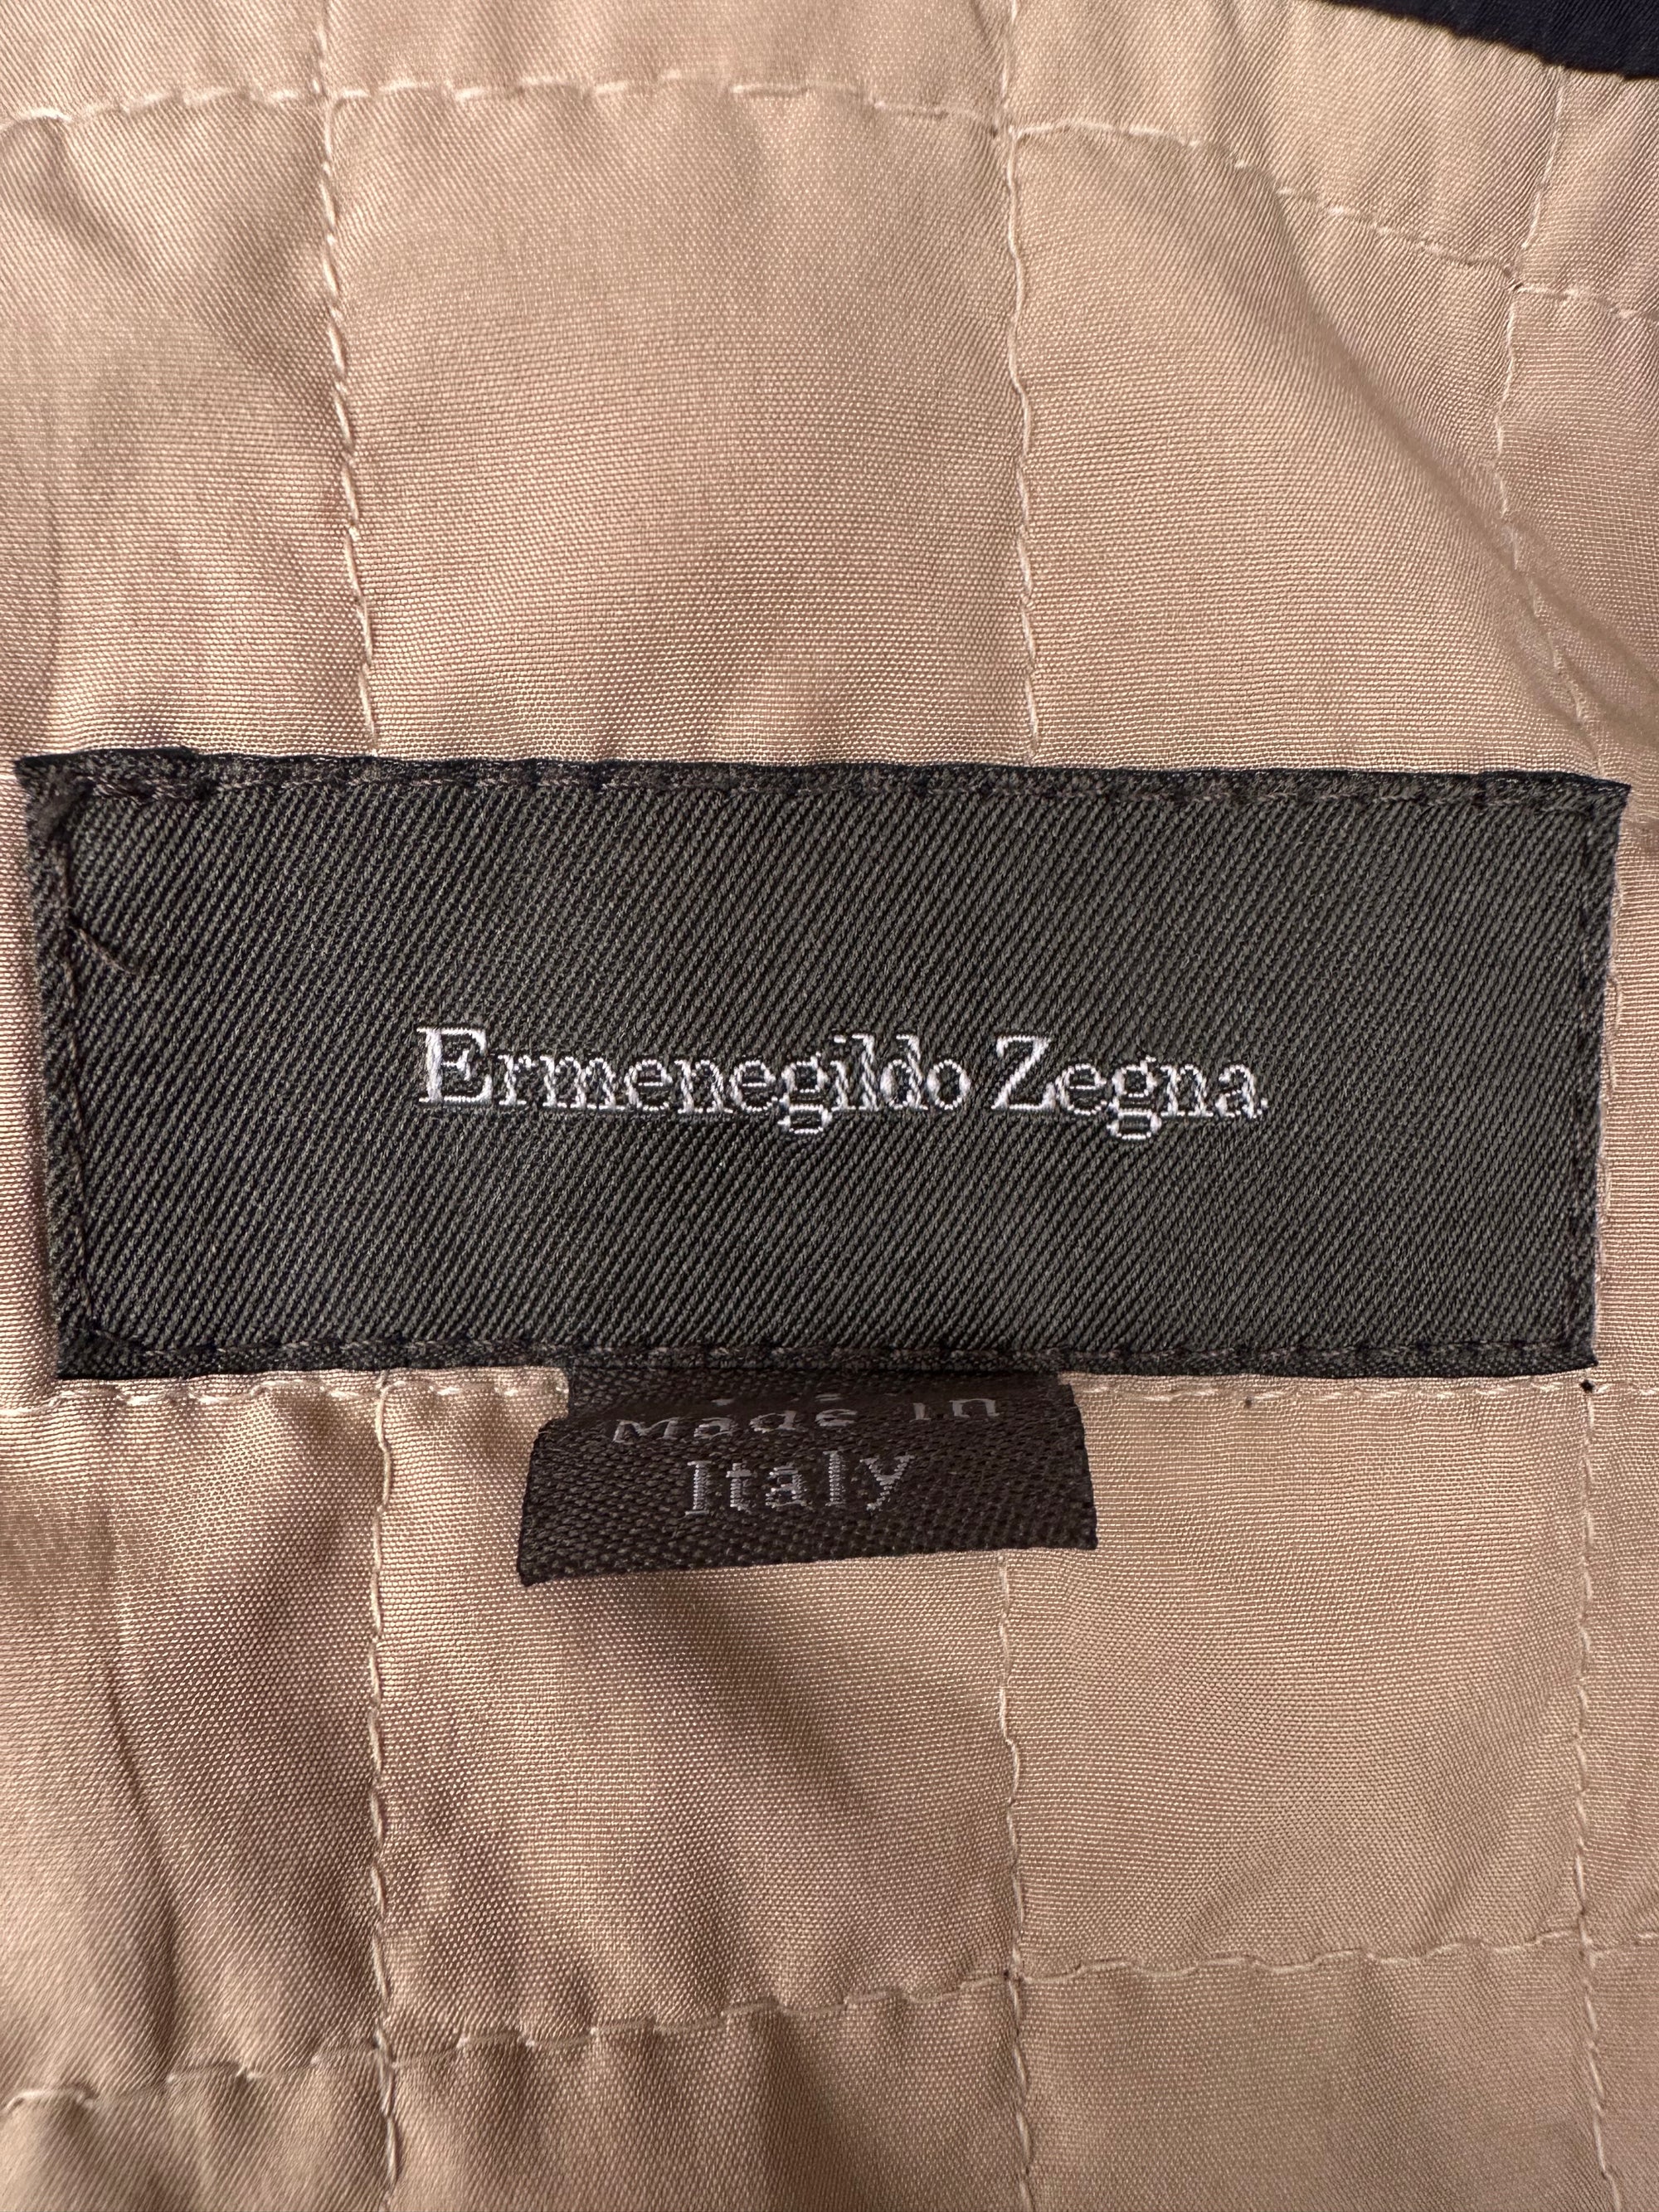 Ermenegildo Zegna
Made in
Italy